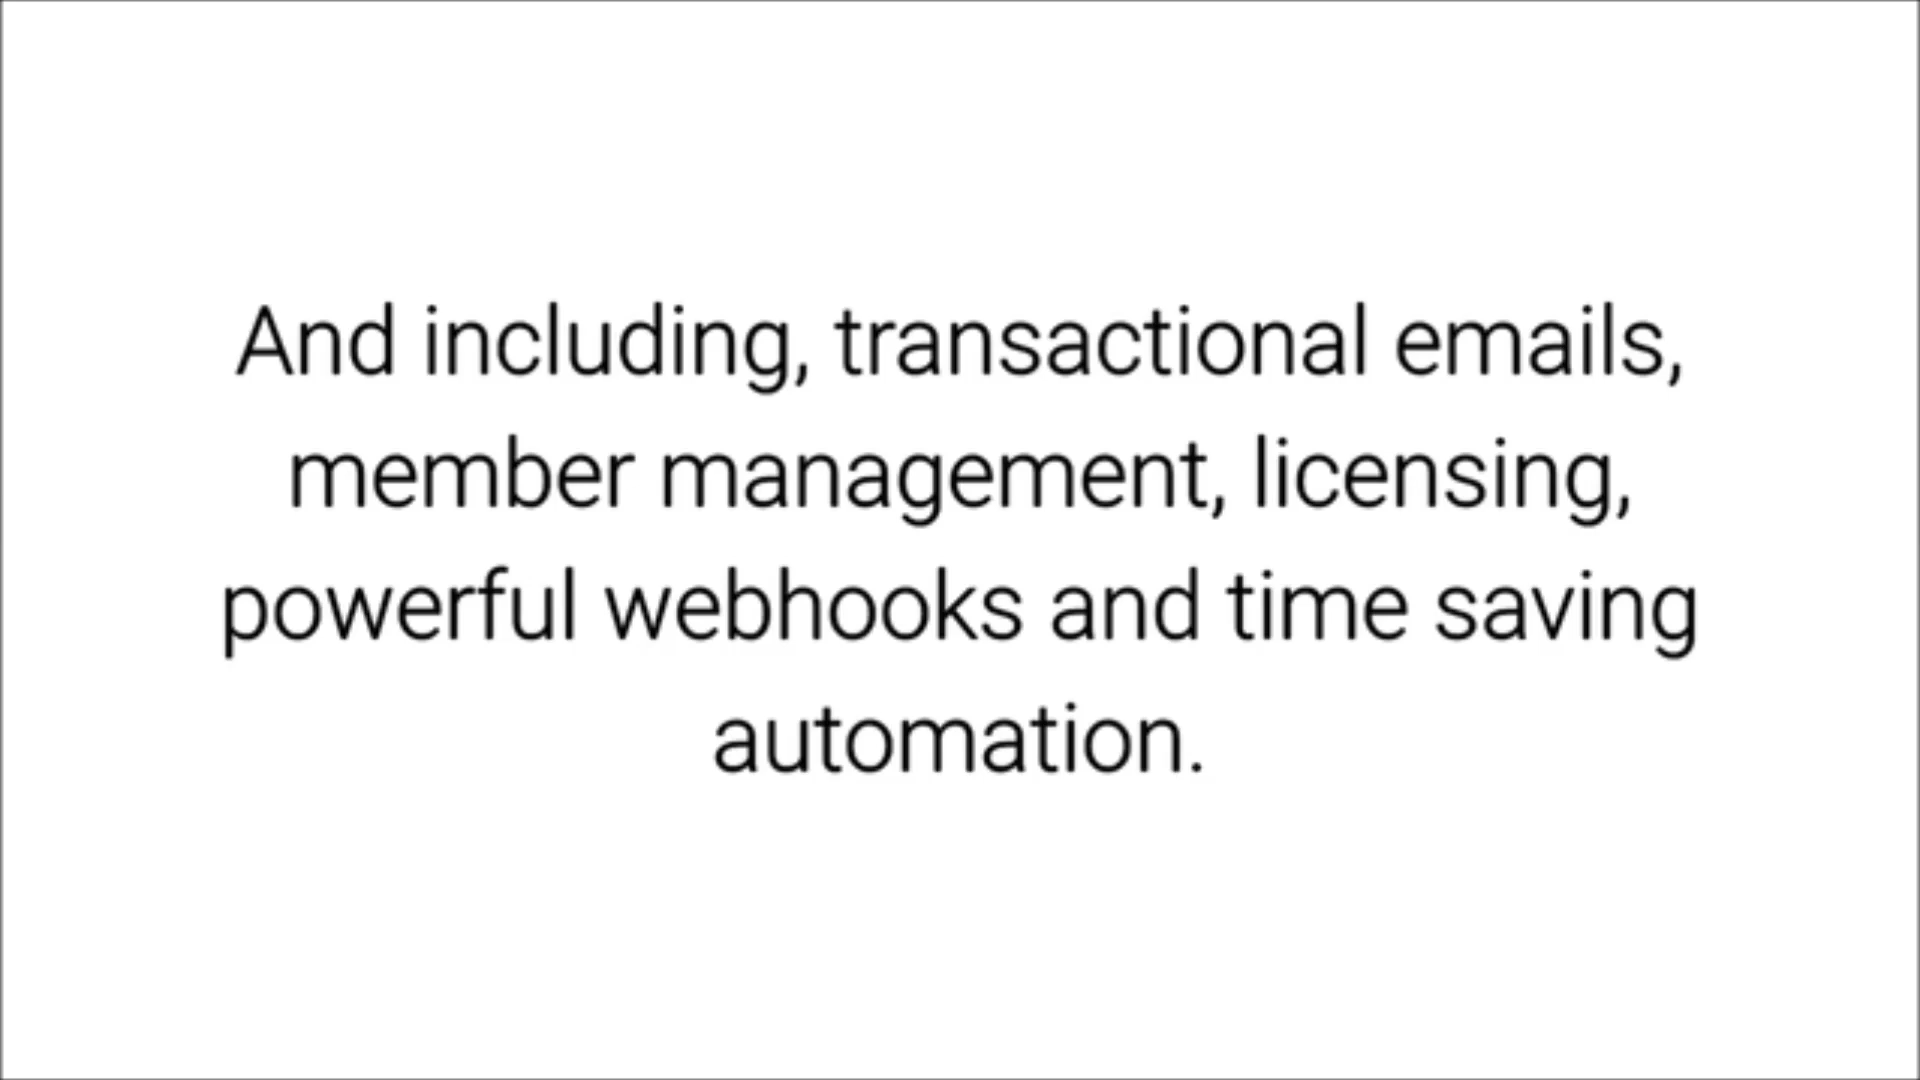 And including, transactional emails,
member management, licensing,
powerful webhooks and time saving
automation.